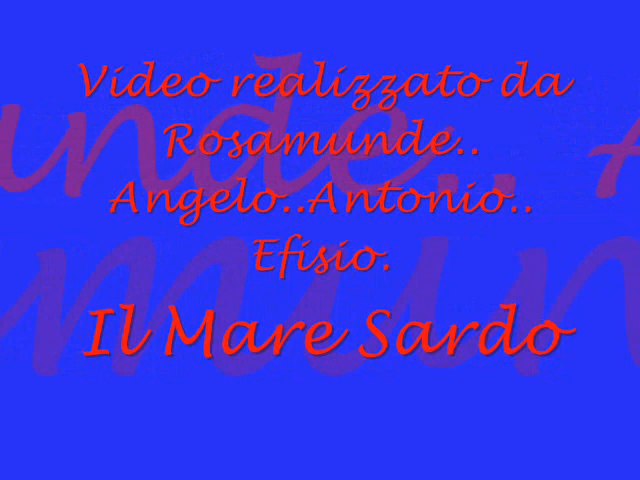 Video realizzato da
Rosamunde..
Angelo..Antonio..
Efisio.
Il Mare Sardo